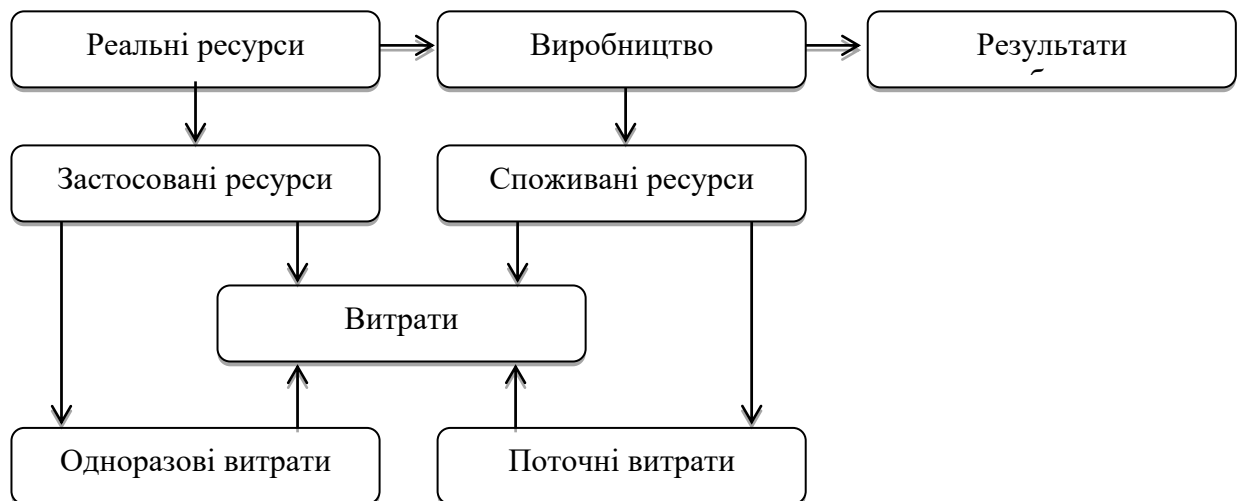 Реальні ресурси
Виробництво
Результати
Застосовані ресурси
Споживані ресурси
Витрати
Одноразові витрати
Поточні витрати